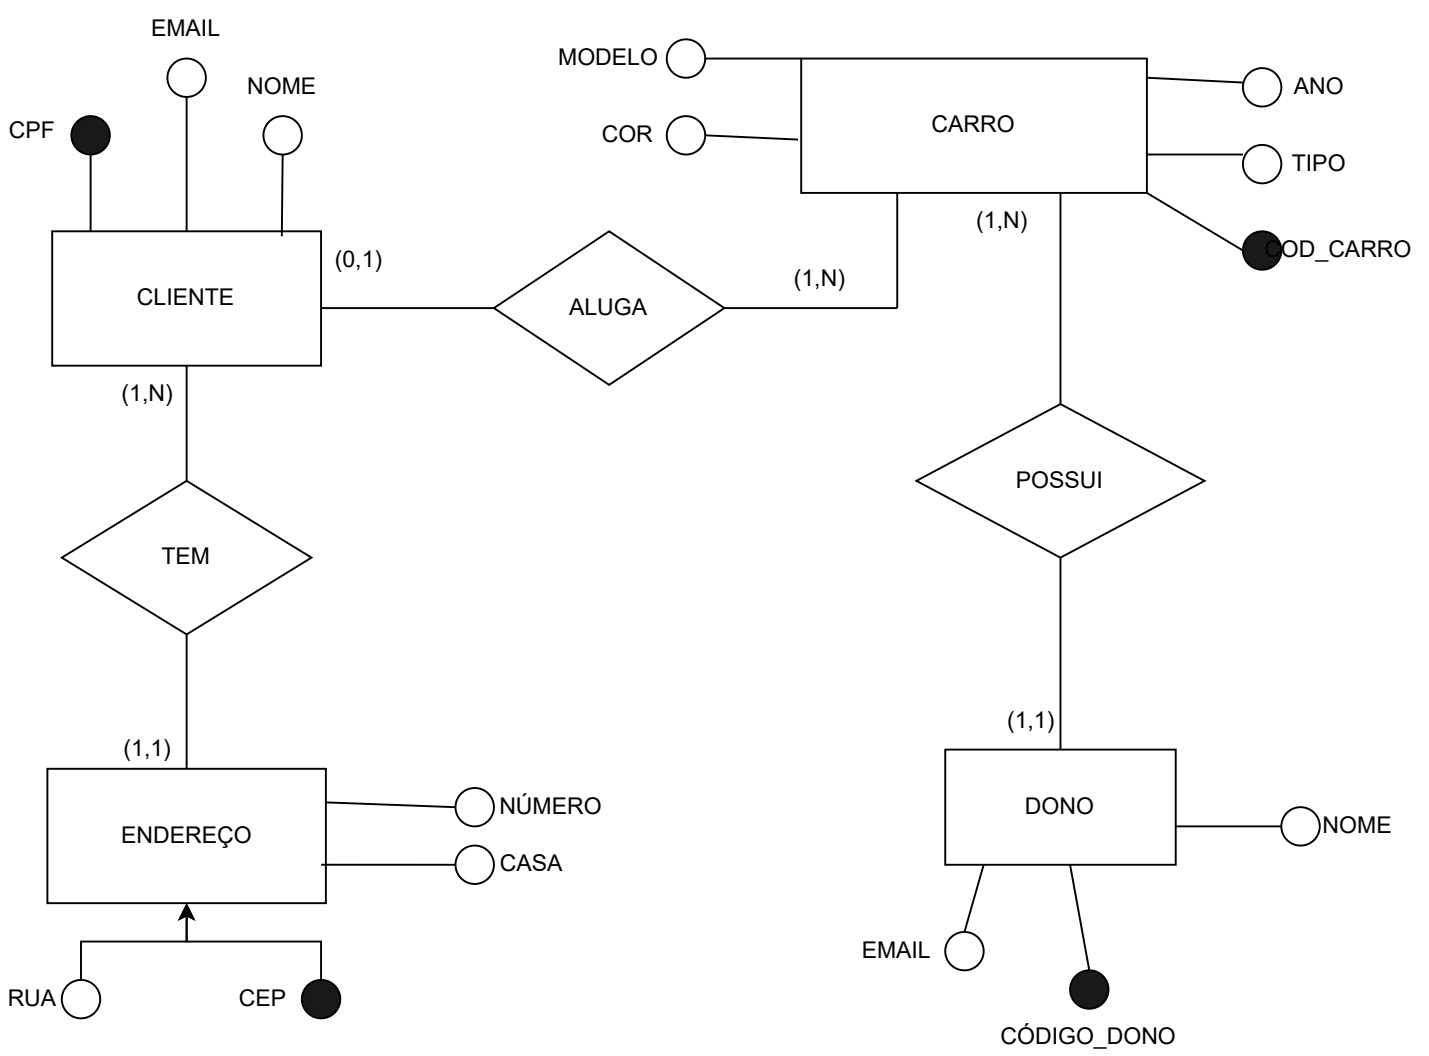 EMAIL
NOME
CPF
MODELO
COR
CARRO
ANO
TIPO
COD_CARRO
CLIENTE
(0,1)
ALUGA
(1,N)
(1,N)
(1,N)
TEM
POSSUI
(1,1)
(1,1)
ENDEREÇO
NÚMERO
CASA
RUA
CEP
DONO
NOME
EMAIL
CÓDIGO_DONO